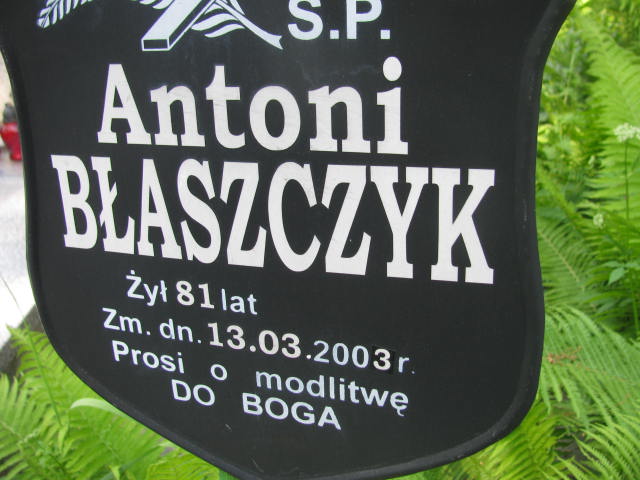 Ś.P.
Antoni
BŁASZCZYK
Żył 81 lat
Zm. dn. 13.03.2003 r.
Prosi o modlitwę
DO BOGA